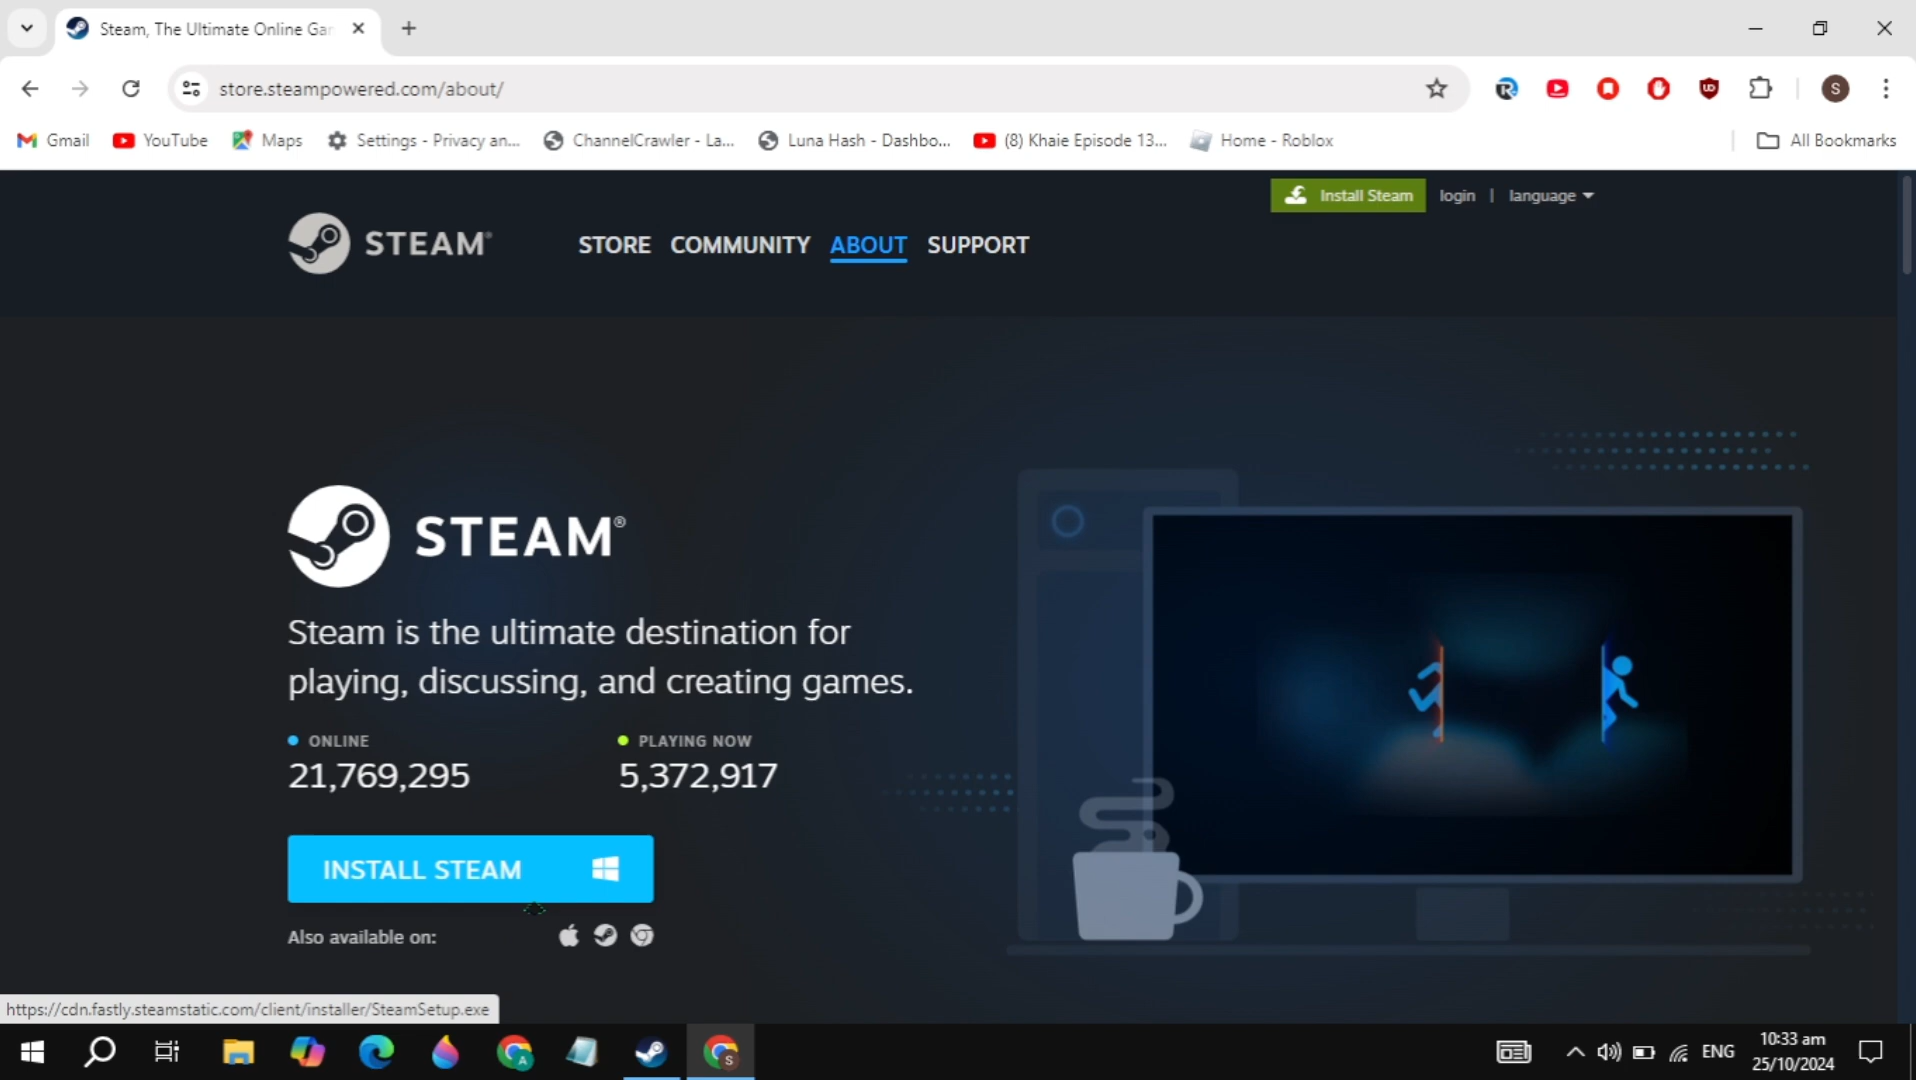 Steam, The Ultimate Online Gar
store.steampowered.com/about/
S
Gmail
YouTube
Maps
Settings - Privacy an...
ChannelCrawler - La...
Luna Hash - Dashbo...
(8) Khaie Episode 13...
Home - Roblox
All Bookmarks
Install Steam
login | language
STEAM®
STORE COMMUNITY ABOUT SUPPORT
STEAM®
Steam is the ultimate destination for
playing, discussing, and creating games.
ONLINE
21,769,295
PLAYING NOW
5,372,917
INSTALL STEAM
Also available on:
https://cdn.fastly.steamstatic.com/client/installer/SteamSetup.exe
A
S
ENG
10:33 am
25/10/2024